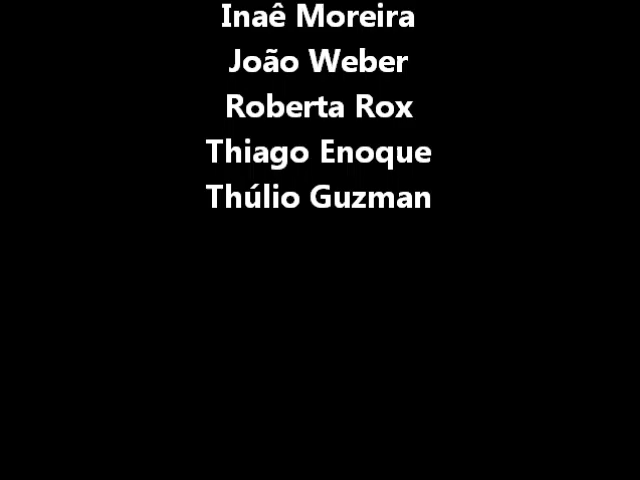 Inaê Moreira
João Weber
Roberta Rox
Thiago Enoque
Thúlio Guzman